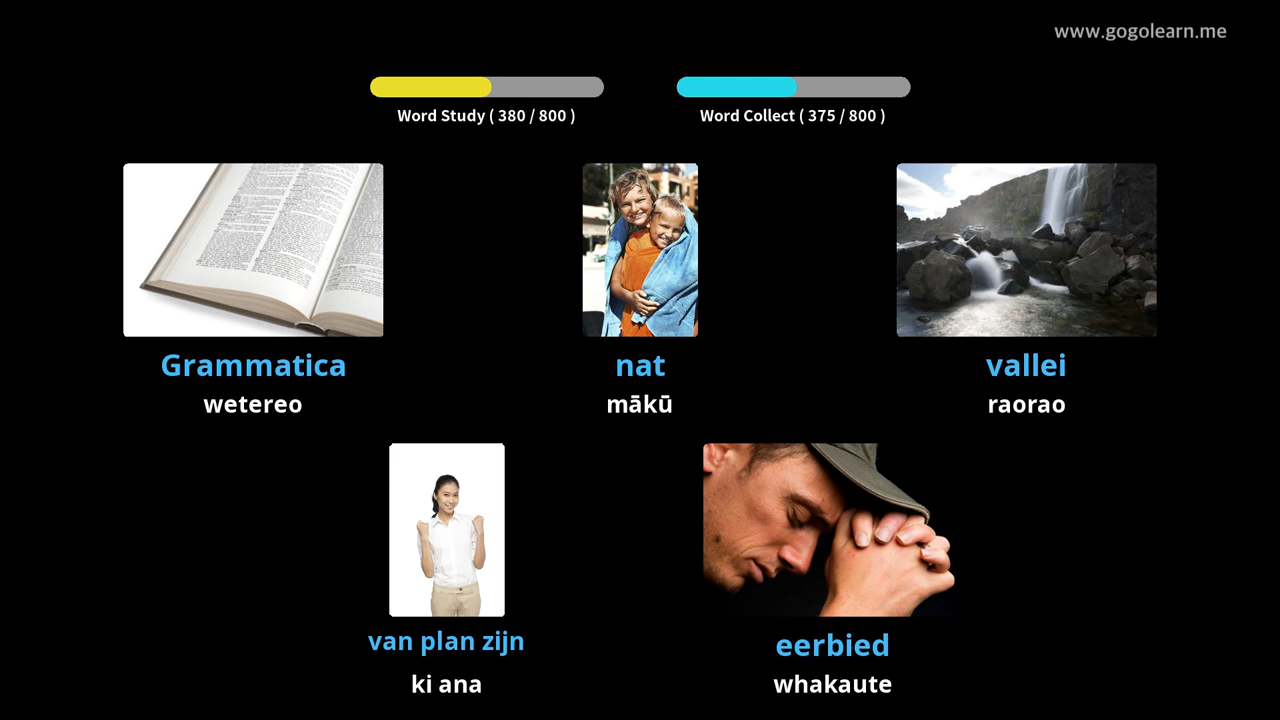 www.gogolearn.me
Word Study ( 380 / 800 )
Word Collect ( 375 / 800 )
Grammatica
wetereo
nat
mākū
vallei
raorao
van plan zijn
ki ana
eerbied
whakaute